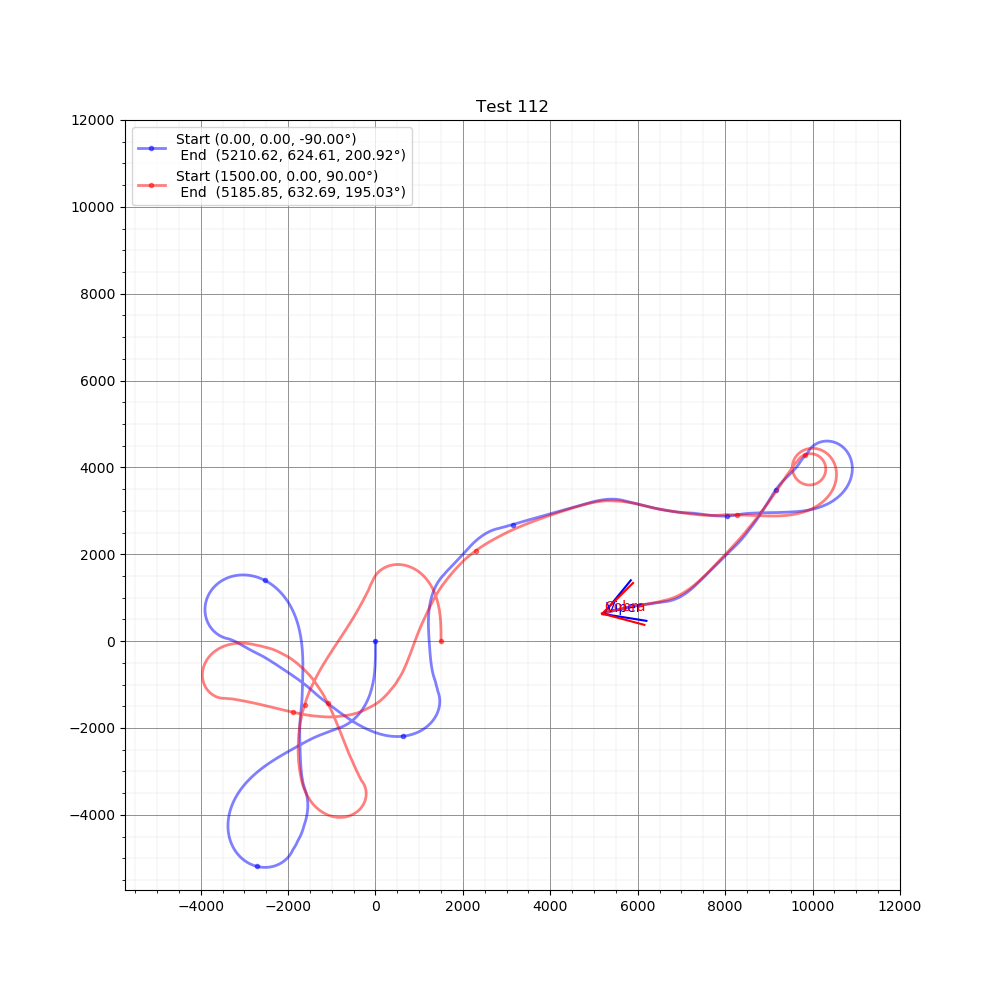 Test 112
Start (0.00, 0.00, -90.00°)
End (5210.62, 624.61, 200.92°)
Start (1500.00, 0.00, 90.00°)
End (5185.85, 632.69, 195.03°)
12000
10000
8000
6000
4000
2000
0
−2000
−4000
−4000 −2000 0 2000 4000 6000 8000 10000 12000